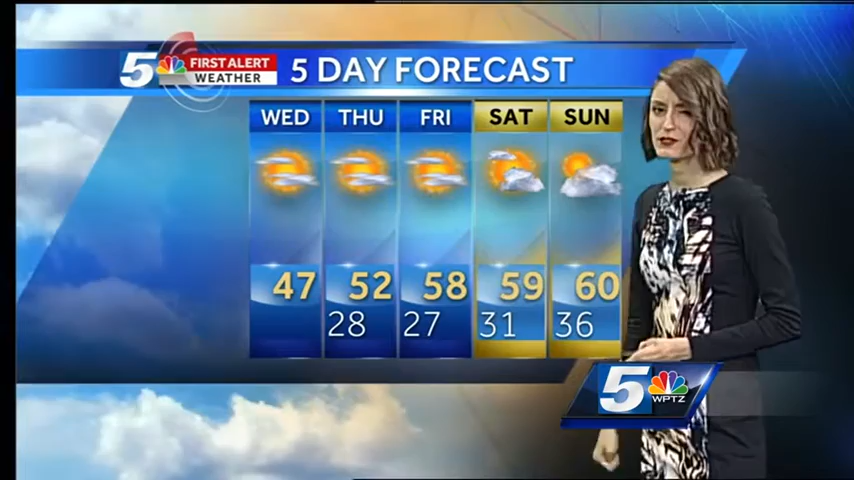 5 FIRST ALERT
WEATHER
5 DAY FORECAST
WED THU FRI SAT SUN
47 52 58 59 60
28 27 31 36
5 WPTZ